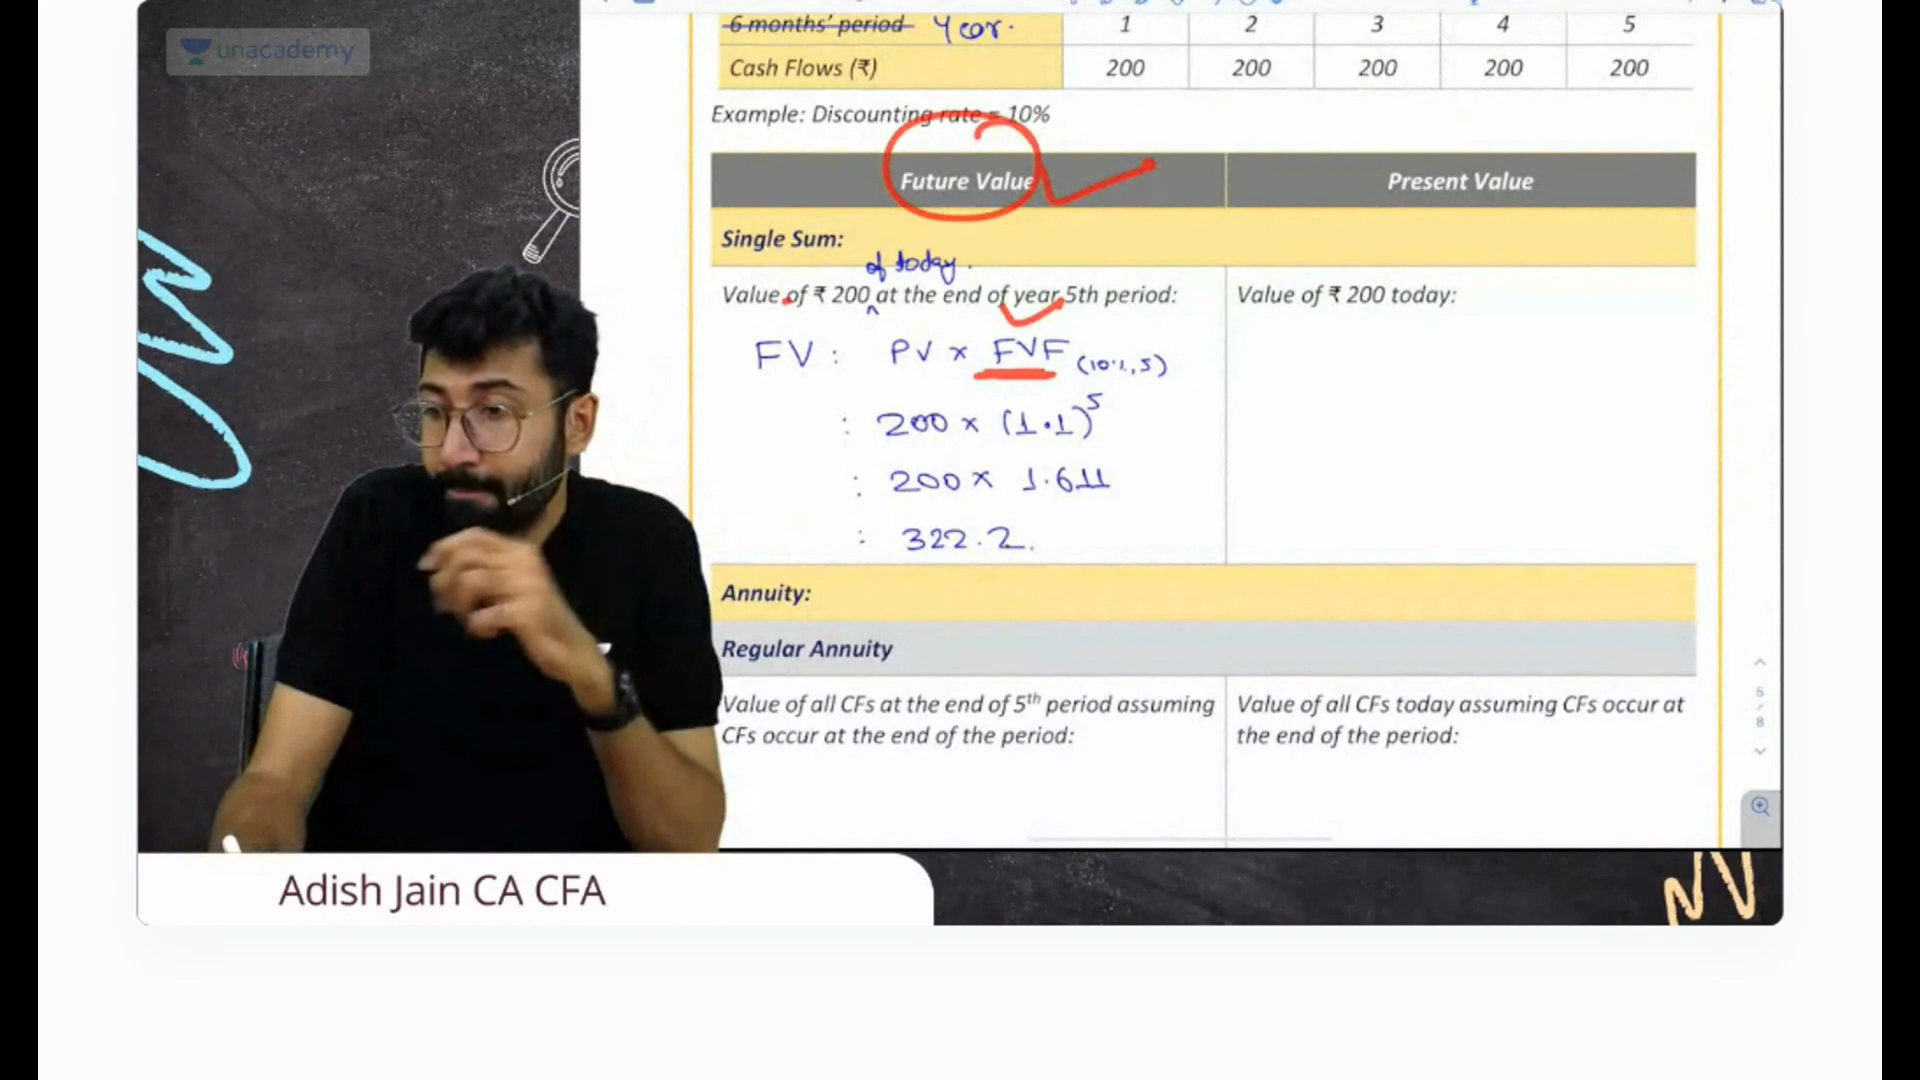 unacademy
6 months' period Year. 1 2 3 4 5
Cash Flows (₹) 200 200 200 200 200
Example: Discounting rate = 10%
Future Value Present Value
Single Sum:
of today.
Value of ₹ 200 ^ at the end of year 5th period: Value of ₹ 200 today:
FV : PV × FVF (10%, 5)
: 200 × (1.1)^5
: 200 × 1.611
: 322.2.
Annuity:
Regular Annuity
Value of all CFs at the end of 5th period assuming
CFs occur at the end of the period:
Value of all CFs today assuming CFs occur at
the end of the period:
5
/
8
Adish Jain CA CFA